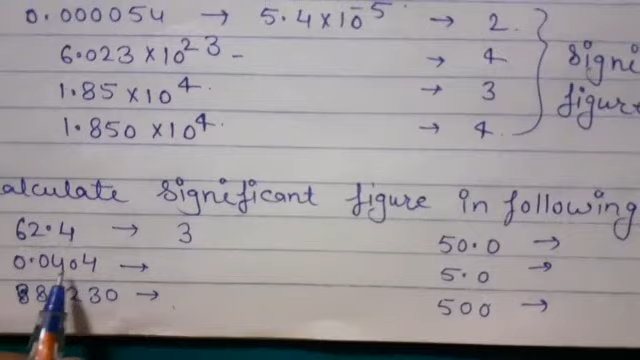 0.000054 → 5.4×10⁻⁵ → 2
6.023×10²³ – → 4
1.85×10⁴. → 3
1.850×10⁴. → 4
alculate significant figure in following
62.4 → 3
50.0 →
0.0404 →
5.0 →
230 →
500 →